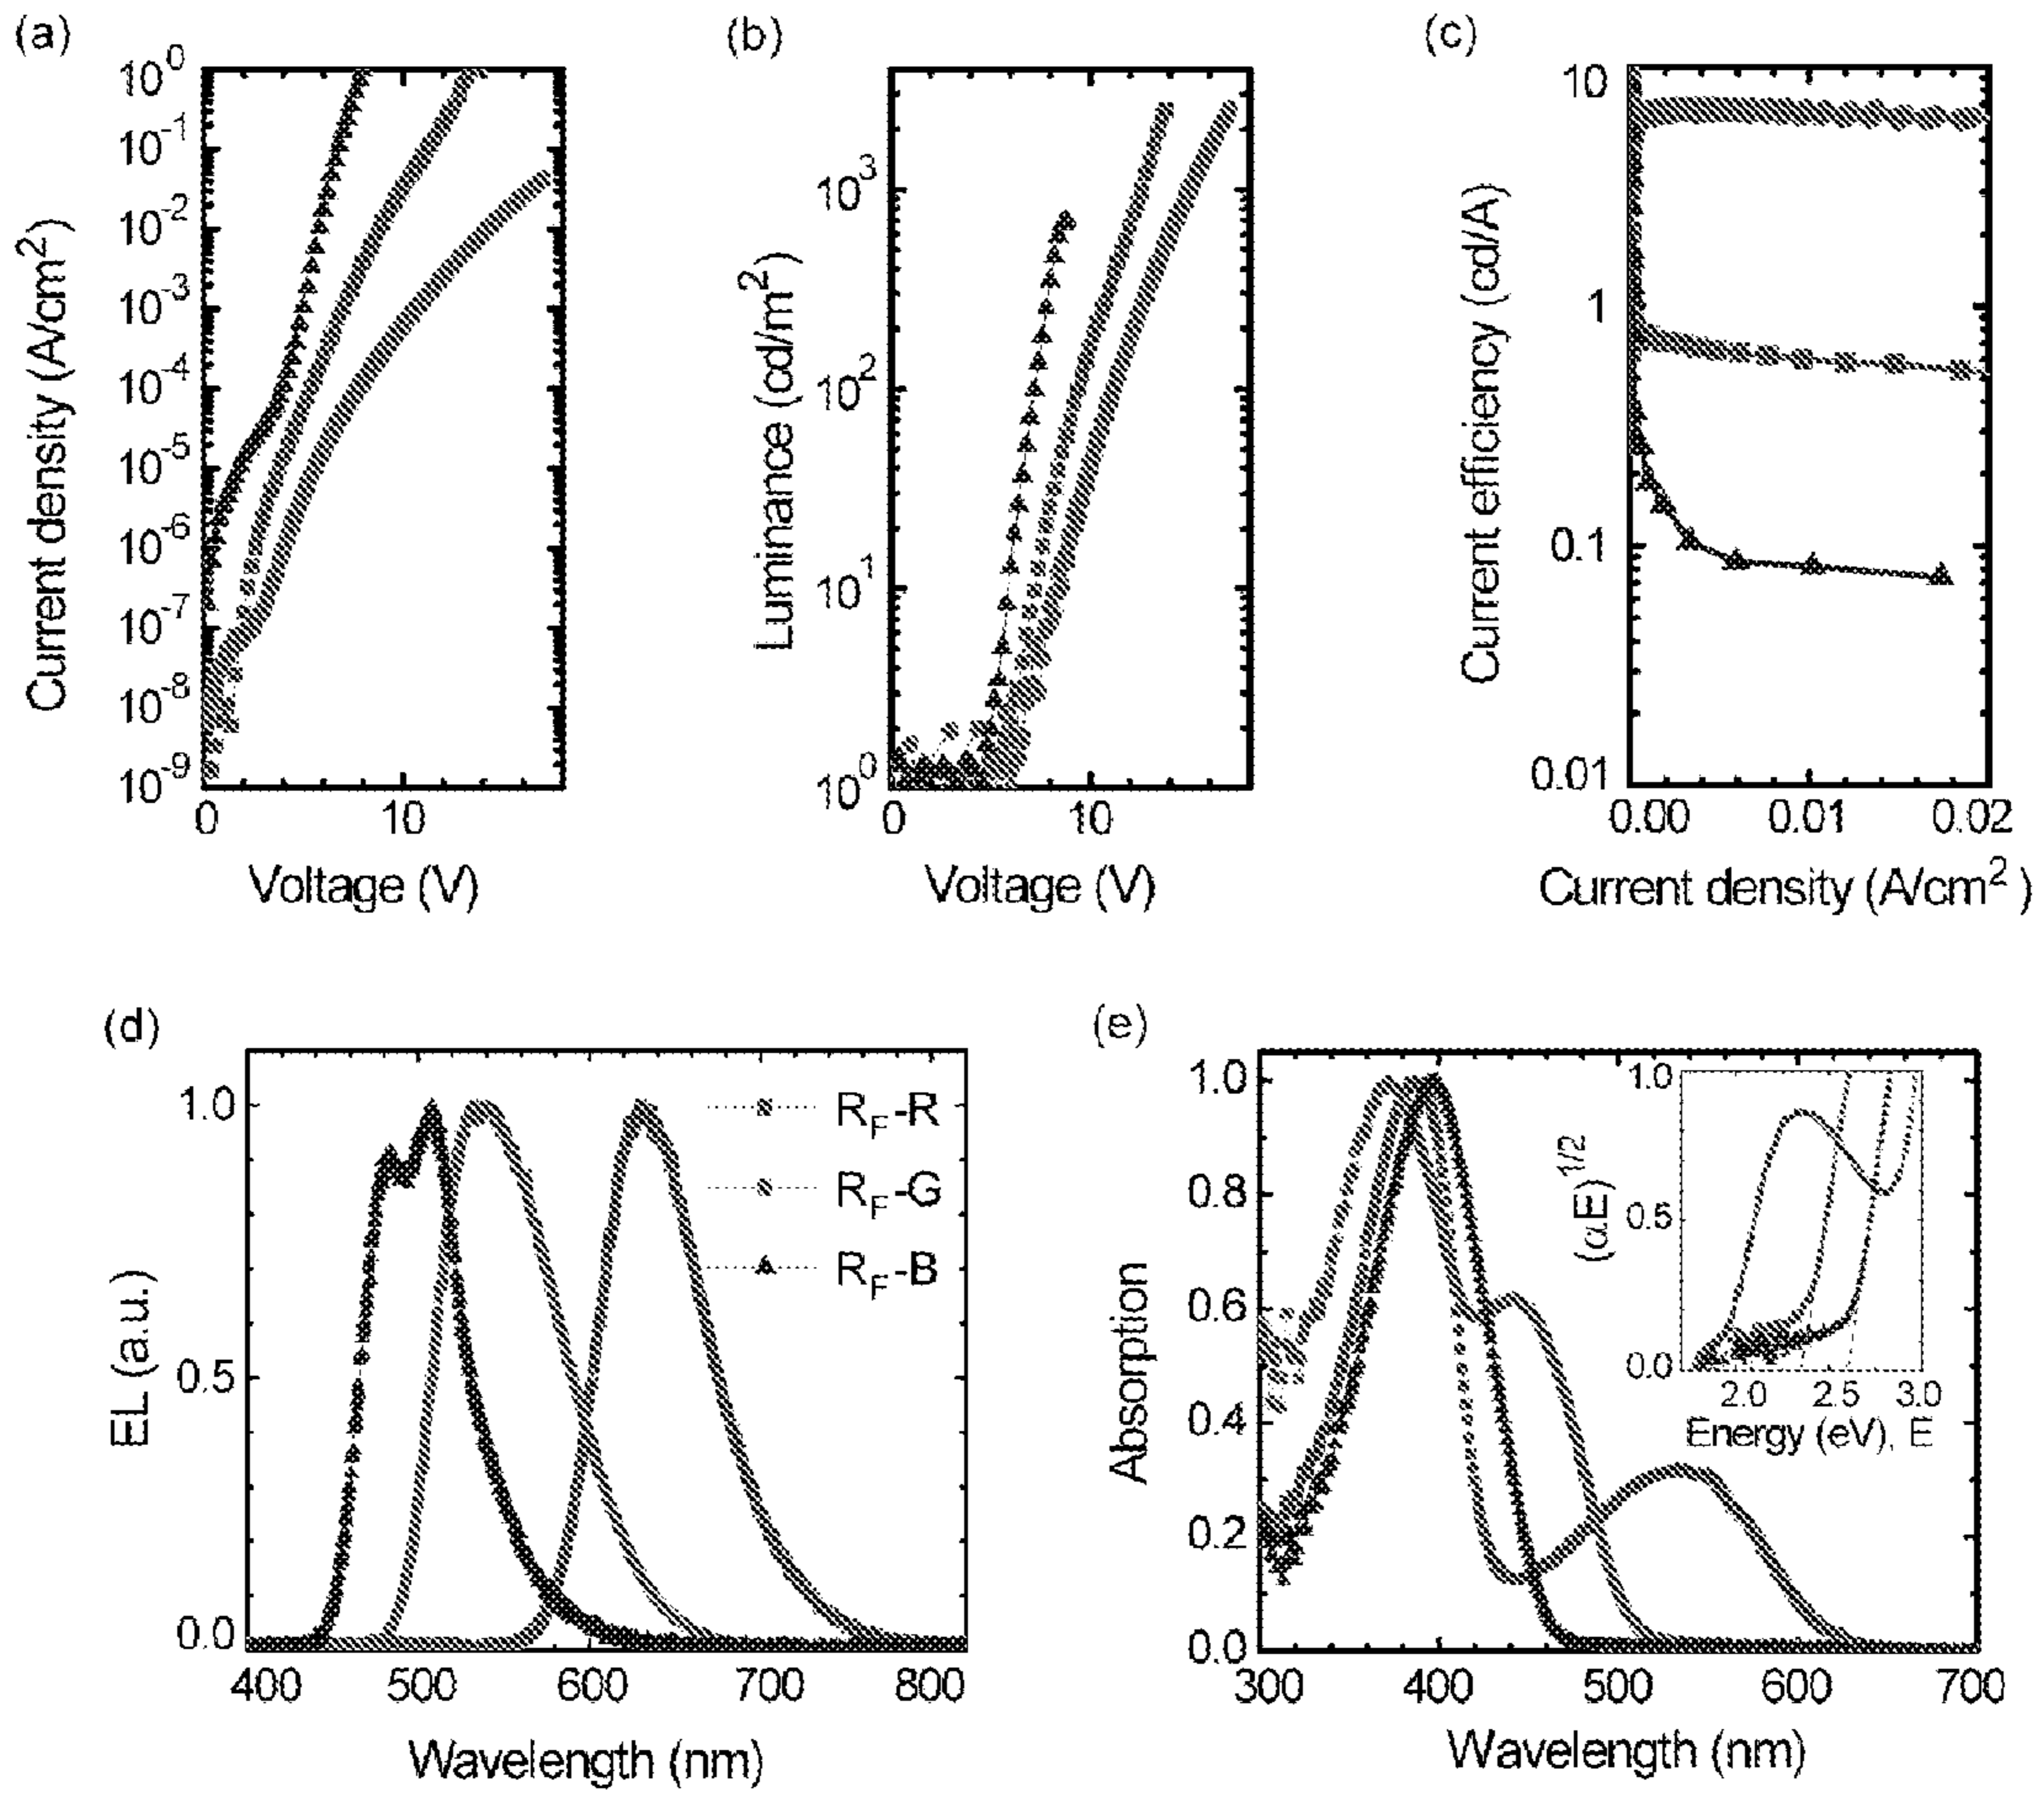 (a)
(b)
(c)
10^0
10^-1
10^-2
10^-3
10^-4
10^-5
10^-6
10^-7
10^-8
10^-9
Current density (A/cm^2)
0 10
Voltage (V)
10^3
10^2
10^1
10^0
Luminance (cd/m^2)
0 10
Voltage (V)
10
1
0.1
0.01
Current efficiency (cd/A)
0.00 0.01 0.02
Current density (A/cm^2)
(d)
(e)
1.0
0.5
0.0
EL (a.u.)
R_F-R
R_F-G
R_F-B
400 500 600 700 800
Wavelength (nm)
1.0
0.8
0.6
0.4
0.2
0.0
Absorption
300 400 500 600 700
Wavelength (nm)
1.0
0.5
0.0
(αE)^1/2
2.0 2.5 3.0
Energy (eV), E